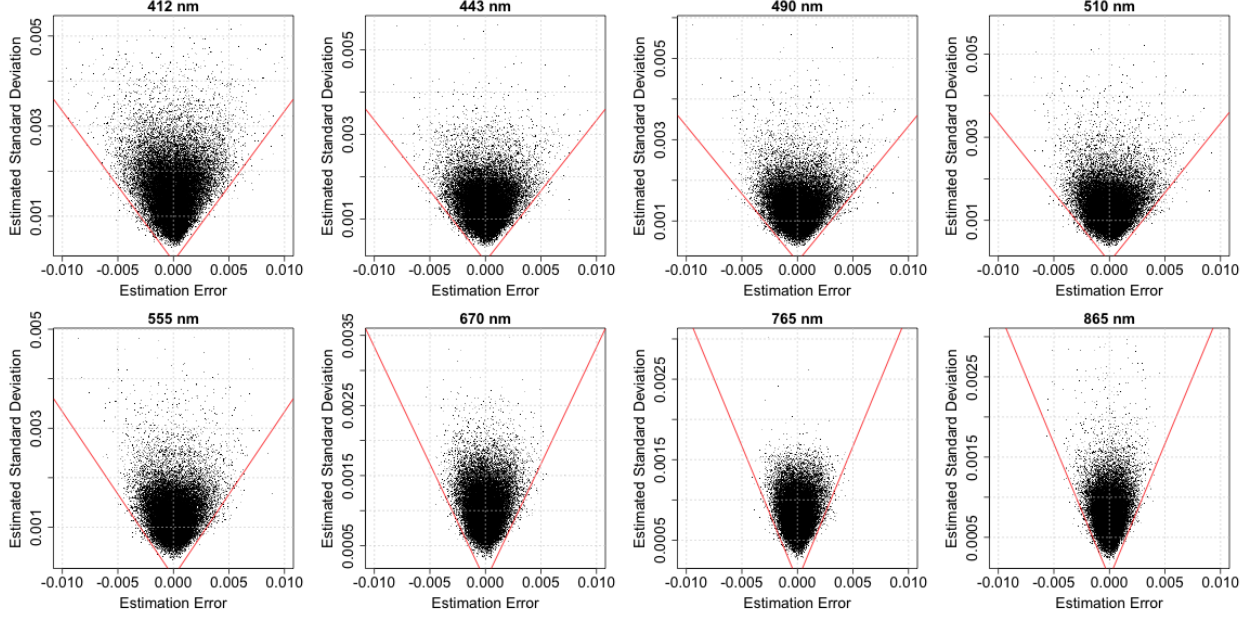 412 nm 443 nm 490 nm 510 nm
Estimated Standard Deviation Estimated Standard Deviation Estimated Standard Deviation Estimated Standard Deviation
0.005 0.005 0.005 0.005
0.003 0.003 0.003 0.003
0.001 0.001 0.001 0.001
-0.010 -0.005 0.000 0.005 0.010 -0.010 -0.005 0.000 0.005 0.010 -0.010 -0.005 0.000 0.005 0.010 -0.010 -0.005 0.000 0.005 0.010
Estimation Error Estimation Error Estimation Error Estimation Error
555 nm 670 nm 765 nm 865 nm
Estimated Standard Deviation Estimated Standard Deviation Estimated Standard Deviation Estimated Standard Deviation
0.005 0.0035 0.0025 0.0025
0.003 0.0025 0.0015 0.0015
0.001 0.0015 0.0005 0.0005
0.0005
-0.010 -0.005 0.000 0.005 0.010 -0.010 -0.005 0.000 0.005 0.010 -0.010 -0.005 0.000 0.005 0.010 -0.010 -0.005 0.000 0.005 0.010
Estimation Error Estimation Error Estimation Error Estimation Error